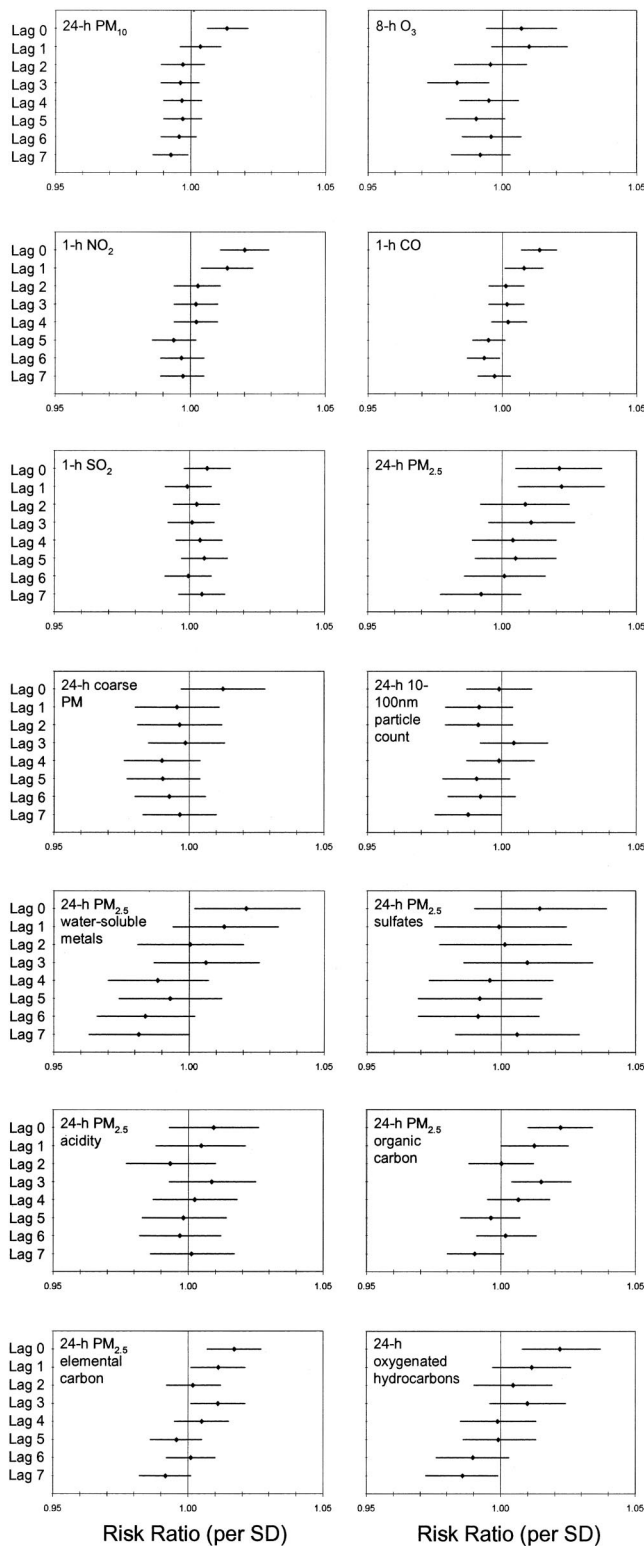 24-h PM₁₀
Lag 0
Lag 1
Lag 2
Lag 3
Lag 4
Lag 5
Lag 6
Lag 7
0.95 1.00 1.05
8-h O₃
0.95 1.00 1.05
1-h NO₂
Lag 0
Lag 1
Lag 2
Lag 3
Lag 4
Lag 5
Lag 6
Lag 7
0.95 1.00 1.05
1-h CO
0.95 1.00 1.05
1-h SO₂
Lag 0
Lag 1
Lag 2
Lag 3
Lag 4
Lag 5
Lag 6
Lag 7
0.95 1.00 1.05
24-h PM₂.₅
0.95 1.00 1.05
24-h coarse
PM
Lag 0
Lag 1
Lag 2
Lag 3
Lag 4
Lag 5
Lag 6
Lag 7
0.95 1.00 1.05
24-h 10-
100nm
particle
count
0.95 1.00 1.05
24-h PM₂.₅
water-soluble
metals
Lag 0
Lag 1
Lag 2
Lag 3
Lag 4
Lag 5
Lag 6
Lag 7
0.95 1.00 1.05
24-h PM₂.₅
sulfates
0.95 1.00 1.05
24-h PM₂.₅
acidity
Lag 0
Lag 1
Lag 2
Lag 3
Lag 4
Lag 5
Lag 6
Lag 7
0.95 1.00 1.05
24-h PM₂.₅
organic
carbon
0.95 1.00 1.05
24-h PM₂.₅
elemental
carbon
Lag 0
Lag 1
Lag 2
Lag 3
Lag 4
Lag 5
Lag 6
Lag 7
0.95 1.00 1.05
Risk Ratio (per SD)
24-h
oxygenated
hydrocarbons
0.95 1.00 1.05
Risk Ratio (per SD)